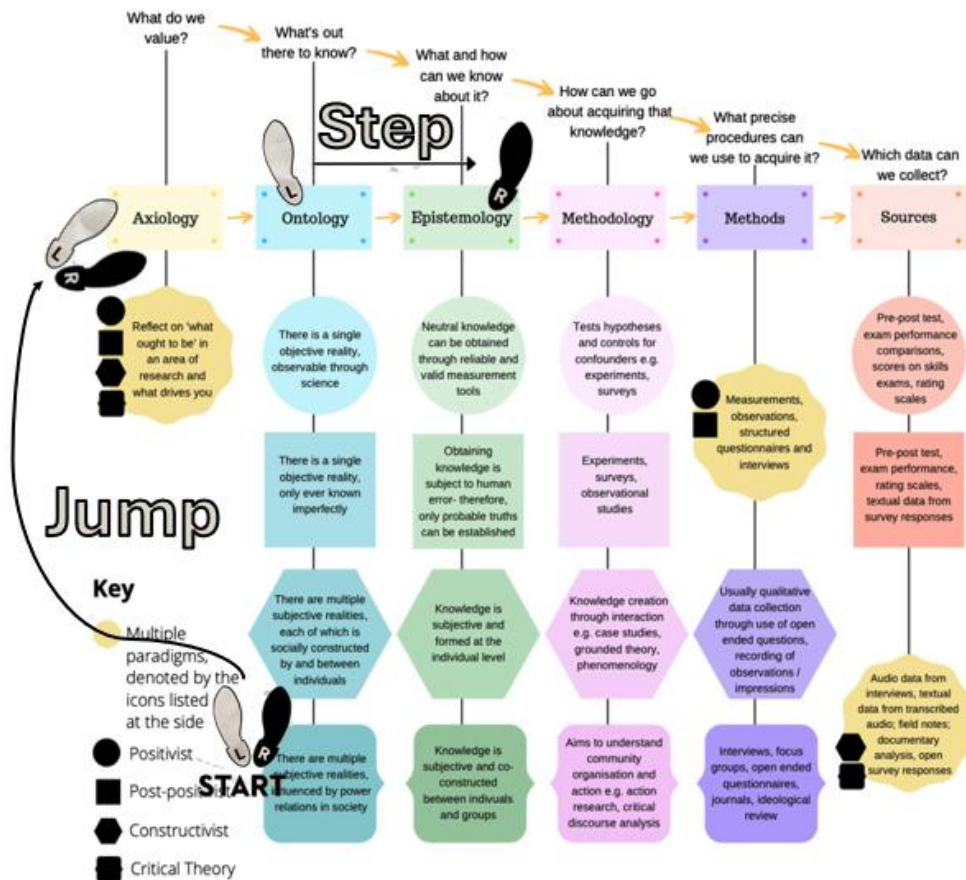 What do we
value?
What's out
there to know?
What and how
can we know
about it?
How can we go
about acquiring that
knowledge?
What precise
procedures can
we use to acquire it?
Which data can
we collect?
Step
L
R
L
R
Axiology
Ontology
Epistemology
Methodology
Methods
Sources
Reflect on 'what
ought to be' in
an area of
research and
what drives you
There is a single
objective reality,
observable through
science
Neutral knowledge
can be obtained
through reliable and
valid measurement
tools
Tests hypotheses
and controls for
confounders e.g.
experiments,
surveys
Measurements,
observations,
structured
questionnaires and
interviews
Pre-post test,
exam performance
comparisons,
scores on skills
exams, rating
scales
There is a single
objective reality,
only ever known
imperfectly
Obtaining
knowledge is
subject to human
error- therefore,
only probable truths
can be established
Experiments,
surveys,
observational
studies
Pre-post test,
exam performance,
rating scales,
textual data from
survey responses
Jump
There are multiple
subjective realities,
each of which is
socially constructed
by and between
individuals
Knowledge is
subjective and
formed at the
individual level
Knowledge creation
through interaction
e.g. case studies,
grounded theory,
phenomenology
Usually qualitative
data collection
through use of open
ended questions,
recording of
observations /
impressions
Audio data from
interviews, textual
data from transcribed
audio; field notes;
documentary
analysis, open
survey responses
There are multiple
subjective realities,
influenced by power
relations in society
Knowledge is
subjective and co-
constructed
between indivuals
and groups
Aims to understand
community
organisation and
action e.g. action
research, critical
discourse analysis
Interviews, focus
groups, open ended
questionnaires,
journals, ideological
review
Key
Multiple
paradigms,
denoted by the
icons listed
at the side
Positivist
Post-positivist
Constructivist
Critical Theory
L
R
START